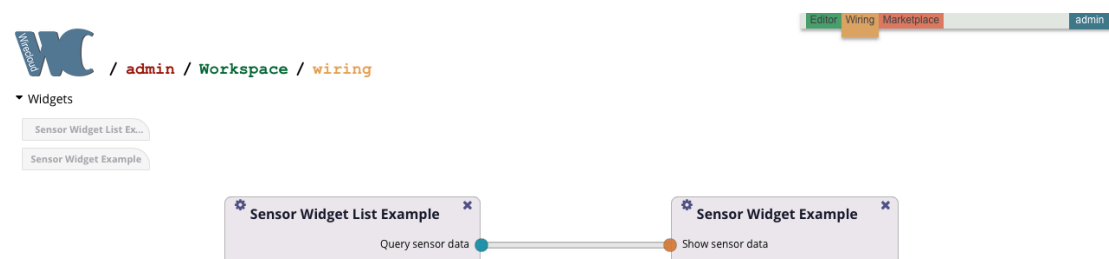 Editor Wiring Marketplace admin
Wirecloud
WC
/ admin / Workspace / wiring
Widgets
Sensor Widget List Ex...
Sensor Widget Example
Sensor Widget List Example
Query sensor data
Sensor Widget Example
Show sensor data